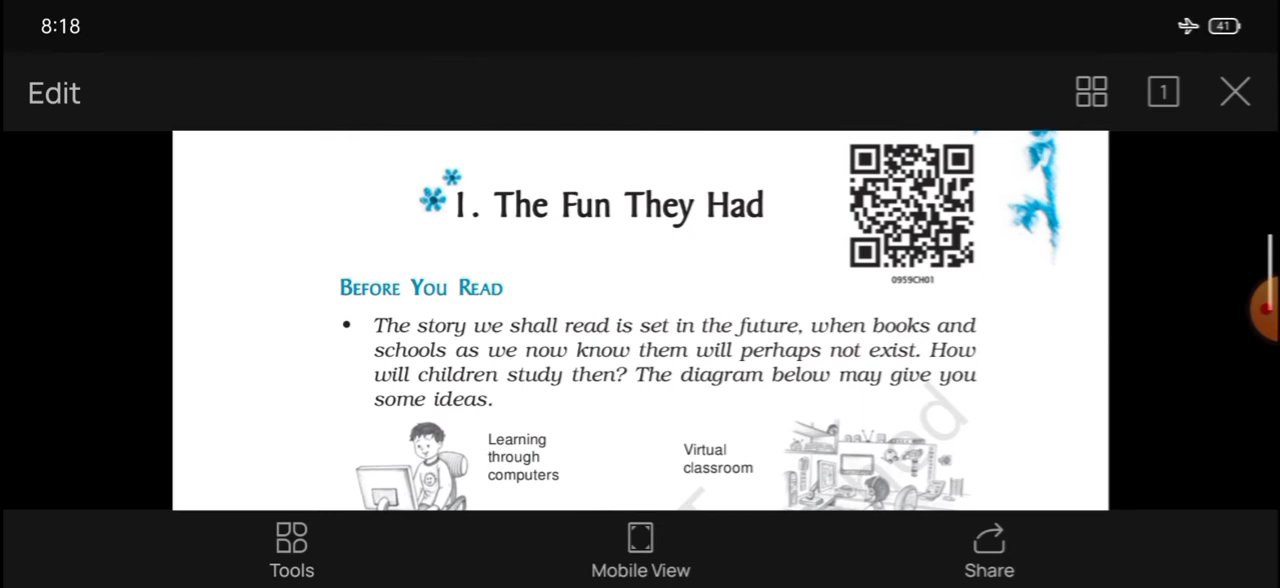 8:18
41
Edit
1
1. The Fun They Had
0959CH01
BEFORE YOU READ
• The story we shall read is set in the future, when books and
schools as we now know them will perhaps not exist. How
will children study then? The diagram below may give you
some ideas.
Learning
through
computers
Virtual
classroom
Tools
Mobile View
Share